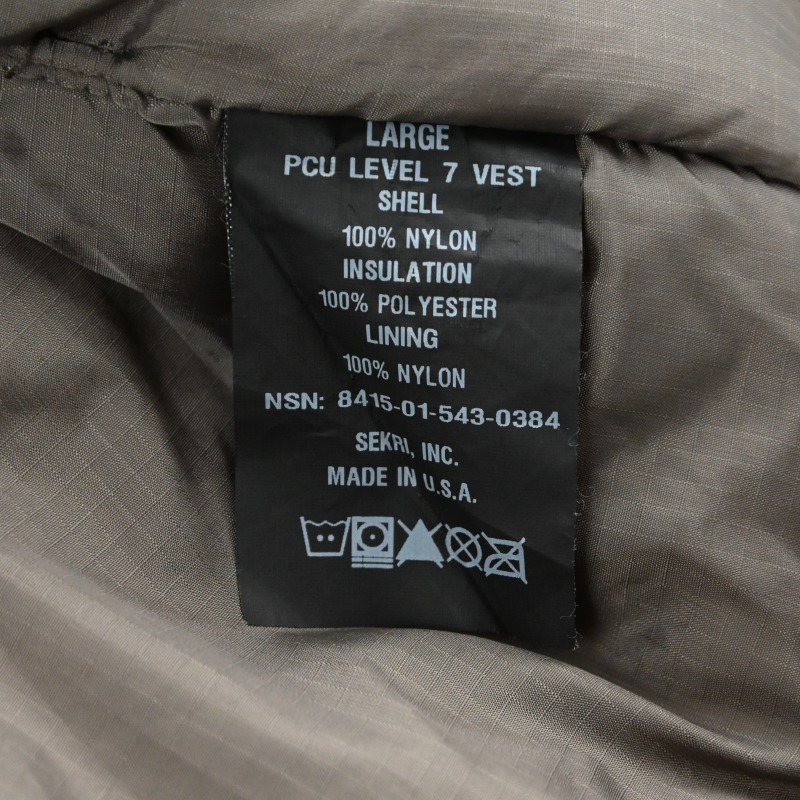 LARGE
PCU LEVEL 7 VEST
SHELL
100% NYLON
INSULATION
100% POLYESTER
LINING
100% NYLON
NSN: 8415-01-543-0384
SEKRI, INC.
MADE IN U.S.A.